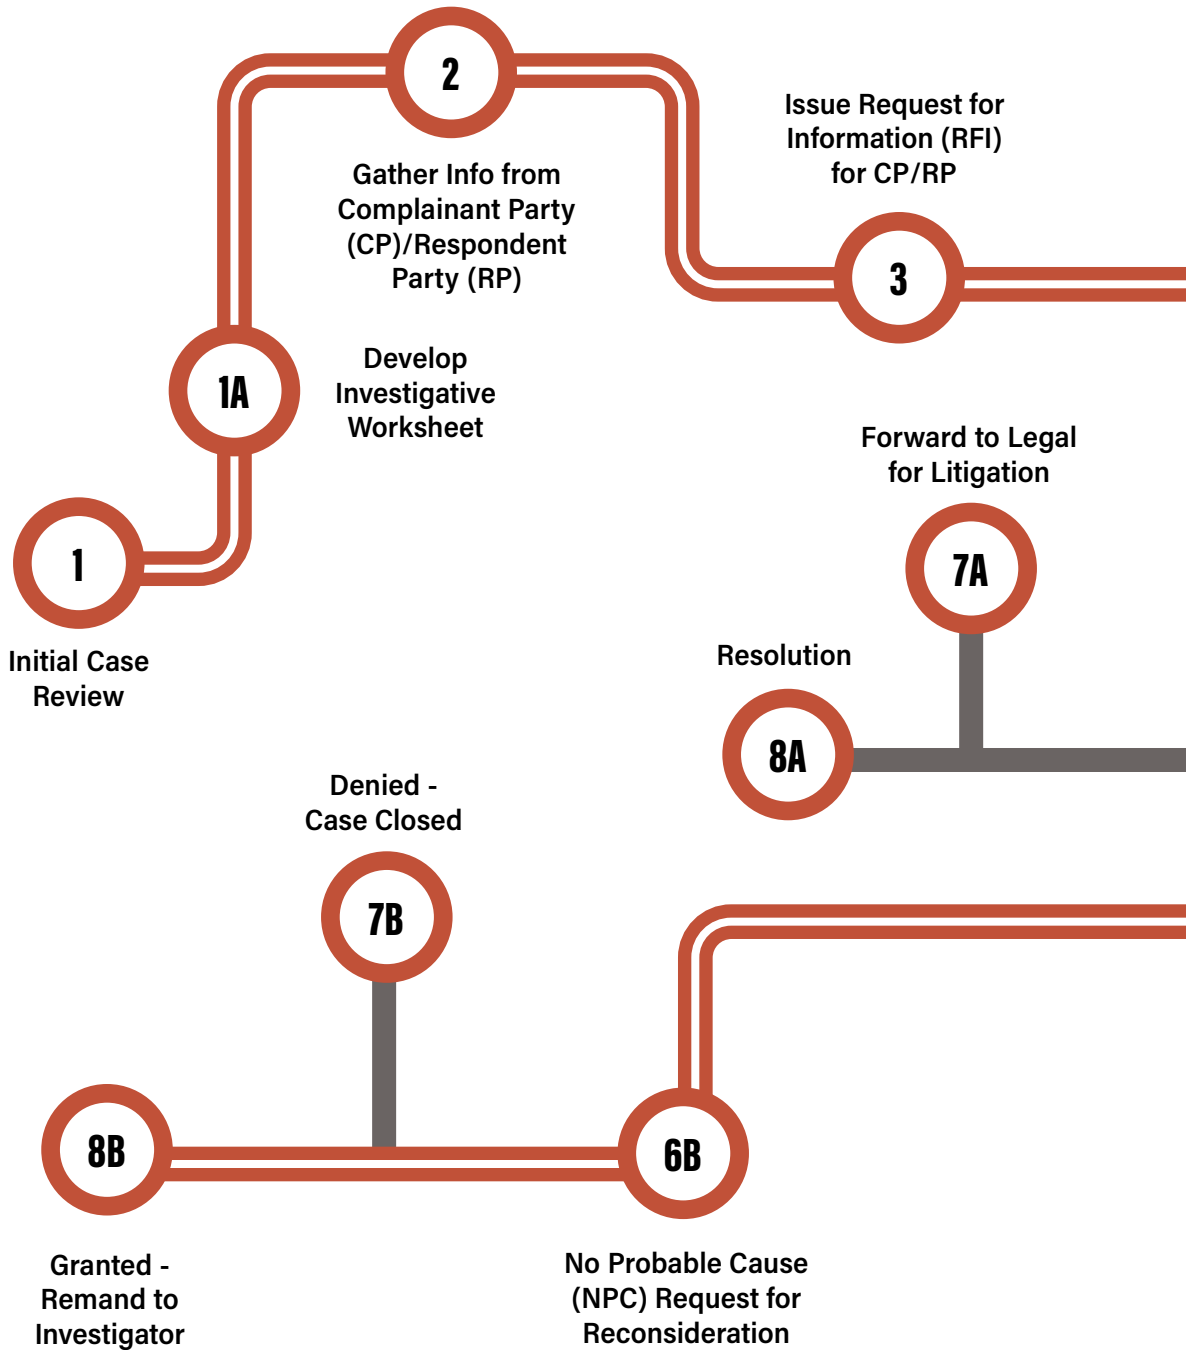 2
Gather Info from
Complainant Party
(CP)/Respondent
Party (RP)
Issue Request for
Information (RFI)
for CP/RP
3
1A
Develop
Investigative
Worksheet
1
Initial Case
Review
Forward to Legal
for Litigation
7A
Resolution
8A
Denied -
Case Closed
7B
8B
Granted -
Remand to
Investigator
6B
No Probable Cause
(NPC) Request for
Reconsideration